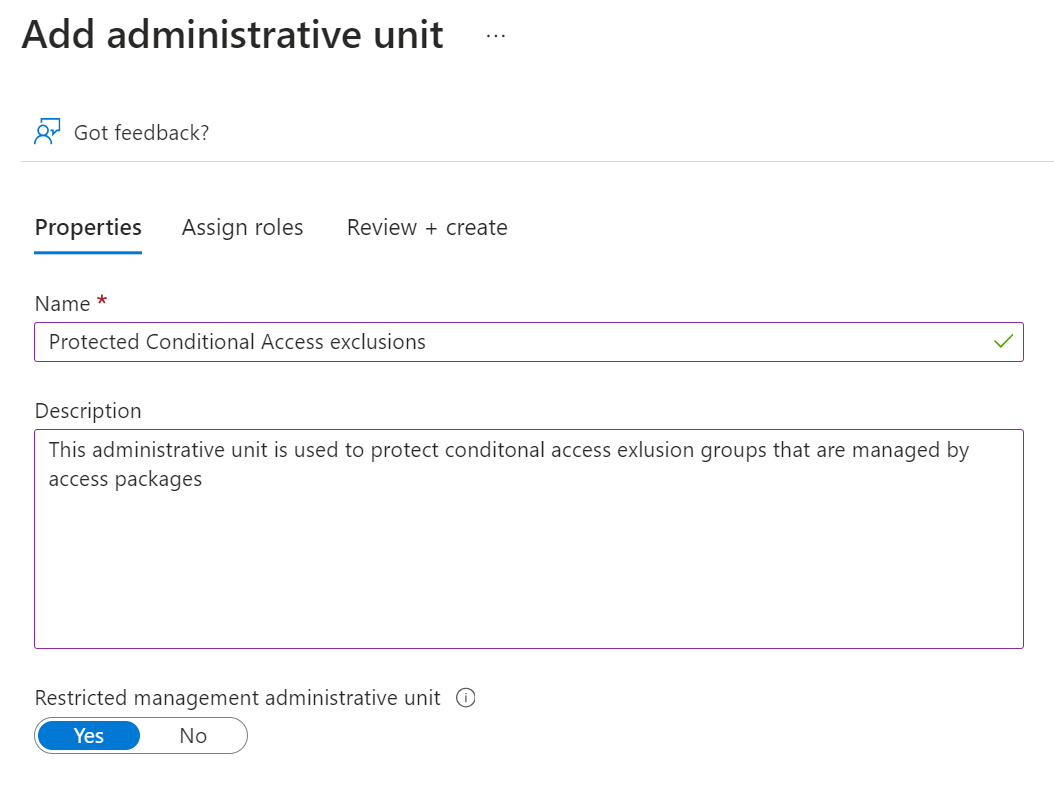 Add administrative unit ...
Got feedback?
Properties Assign roles Review + create
Name *
Protected Conditional Access exclusions
Description
This administrative unit is used to protect conditonal access exlusion groups that are managed by
access packages
Restricted management administrative unit
Yes No